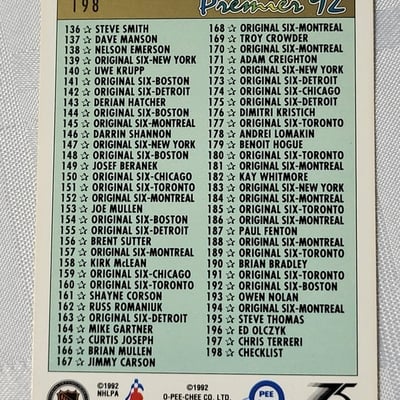 198 Premier 92
136 ☆ STEVE SMITH
137 ☆ DAVE MANSON
138 ☆ NELSON EMERSON
139 ☆ ORIGINAL SIX-NEW YORK
140 ☆ UWE KRUPP
141 ☆ ORIGINAL SIX-BOSTON
142 ☆ ORIGINAL SIX-DETROIT
143 ☆ DERIAN HATCHER
144 ☆ ORIGINAL SIX-BOSTON
145 ☆ ORIGINAL SIX-MONTREAL
146 ☆ DARRIN SHANNON
147 ☆ ORIGINAL SIX-NEW YORK
148 ☆ ORIGINAL SIX-BOSTON
149 ☆ JOSEF BERANEK
150 ☆ ORIGINAL SIX-CHICAGO
151 ☆ ORIGINAL SIX-TORONTO
152 ☆ ORIGINAL SIX-MONTREAL
153 ☆ JOE MULLEN
154 ☆ ORIGINAL SIX-BOSTON
155 ☆ ORIGINAL SIX-DETROIT
156 ☆ BRENT SUTTER
157 ☆ ORIGINAL SIX-MONTREAL
158 ☆ KIRK McLEAN
159 ☆ ORIGINAL SIX-CHICAGO
160 ☆ ORIGINAL SIX-TORONTO
161 ☆ SHAYNE CORSON
162 ☆ RUSS ROMANIUK
163 ☆ ORIGINAL SIX-DETROIT
164 ☆ MIKE GARTNER
165 ☆ CURTIS JOSEPH
166 ☆ BRIAN MULLEN
167 ☆ JIMMY CARSON
168 ☆ ORIGINAL SIX-MONTREAL
169 ☆ TROY CROWDER
170 ☆ ORIGINAL SIX-MONTREAL
171 ☆ ADAM CREIGHTON
172 ☆ ORIGINAL SIX-TORONTO
173 ☆ ORIGINAL SIX-DETROIT
174 ☆ ORIGINAL SIX-CHICAGO
175 ☆ ORIGINAL SIX-DETROIT
176 ☆ DIMITRI KRISTICH
177 ☆ ORIGINAL SIX-TORONTO
178 ☆ ANDREI LOMAKIN
179 ☆ BENOIT HOGUE
180 ☆ ORIGINAL SIX-TORONTO
181 ☆ ORIGINAL SIX-MONTREAL
182 ☆ KAY WHITMORE
183 ☆ ORIGINAL SIX-NEW YORK
184 ☆ ORIGINAL SIX-MONTREAL
185 ☆ ORIGINAL SIX-MONTREAL
186 ☆ ORIGINAL SIX-MONTREAL
187 ☆ PAUL FENTON
188 ☆ ORIGINAL SIX-MONTREAL
189 ☆ ORIGINAL SIX-TORONTO
190 ☆ BRIAN BRADLEY
191 ☆ ORIGINAL SIX-TORONTO
192 ☆ ORIGINAL SIX-TORONTO
193 ☆ OWEN NOLAN
194 ☆ ORIGINAL SIX-MONTREAL
195 ☆ STEVE THOMAS
196 ☆ ED OLCZYK
197 ☆ CHRIS TERRERI
198 ☆ CHECKLIST
NHL ©1992 NHLPA ©1992 O-PEE-CHEE CO. LTD. PEE 75